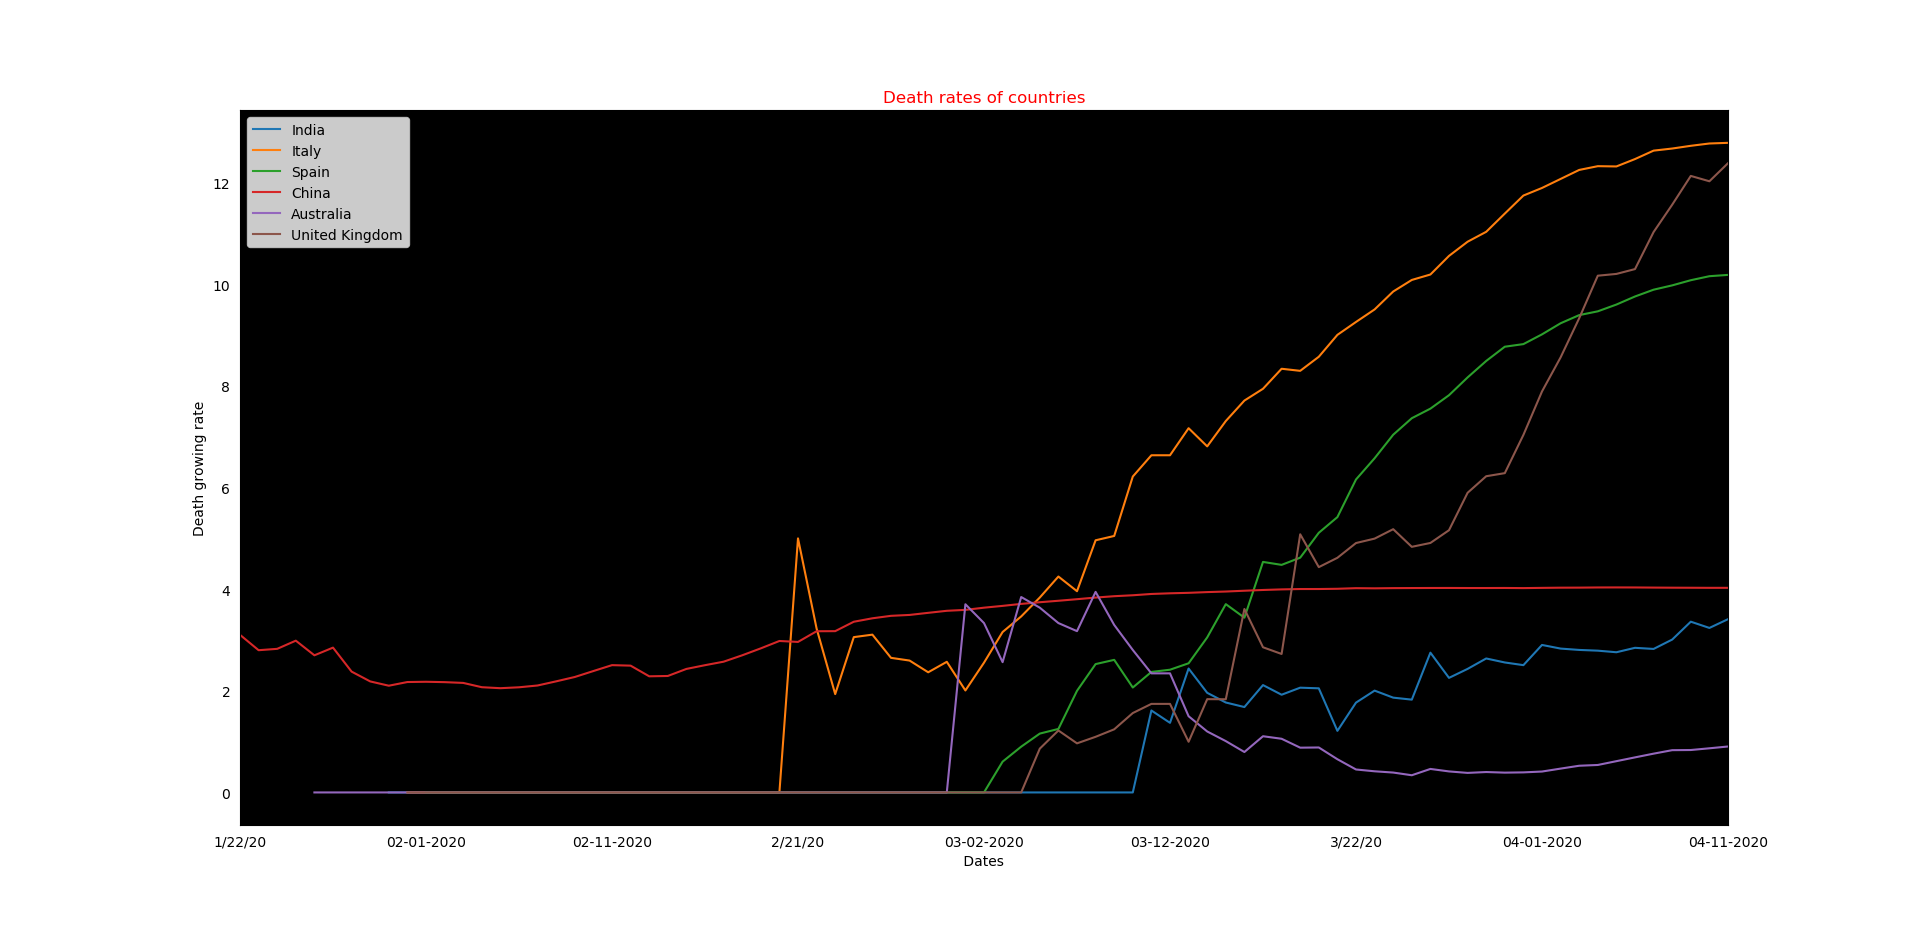 Death rates of countries
India
Italy
Spain
China
Australia
United Kingdom
12
10
8
6
4
2
0
Death growing rate
1/22/20 02-01-2020 02-11-2020 2/21/20 03-02-2020 03-12-2020 3/22/20 04-01-2020 04-11-2020
Dates